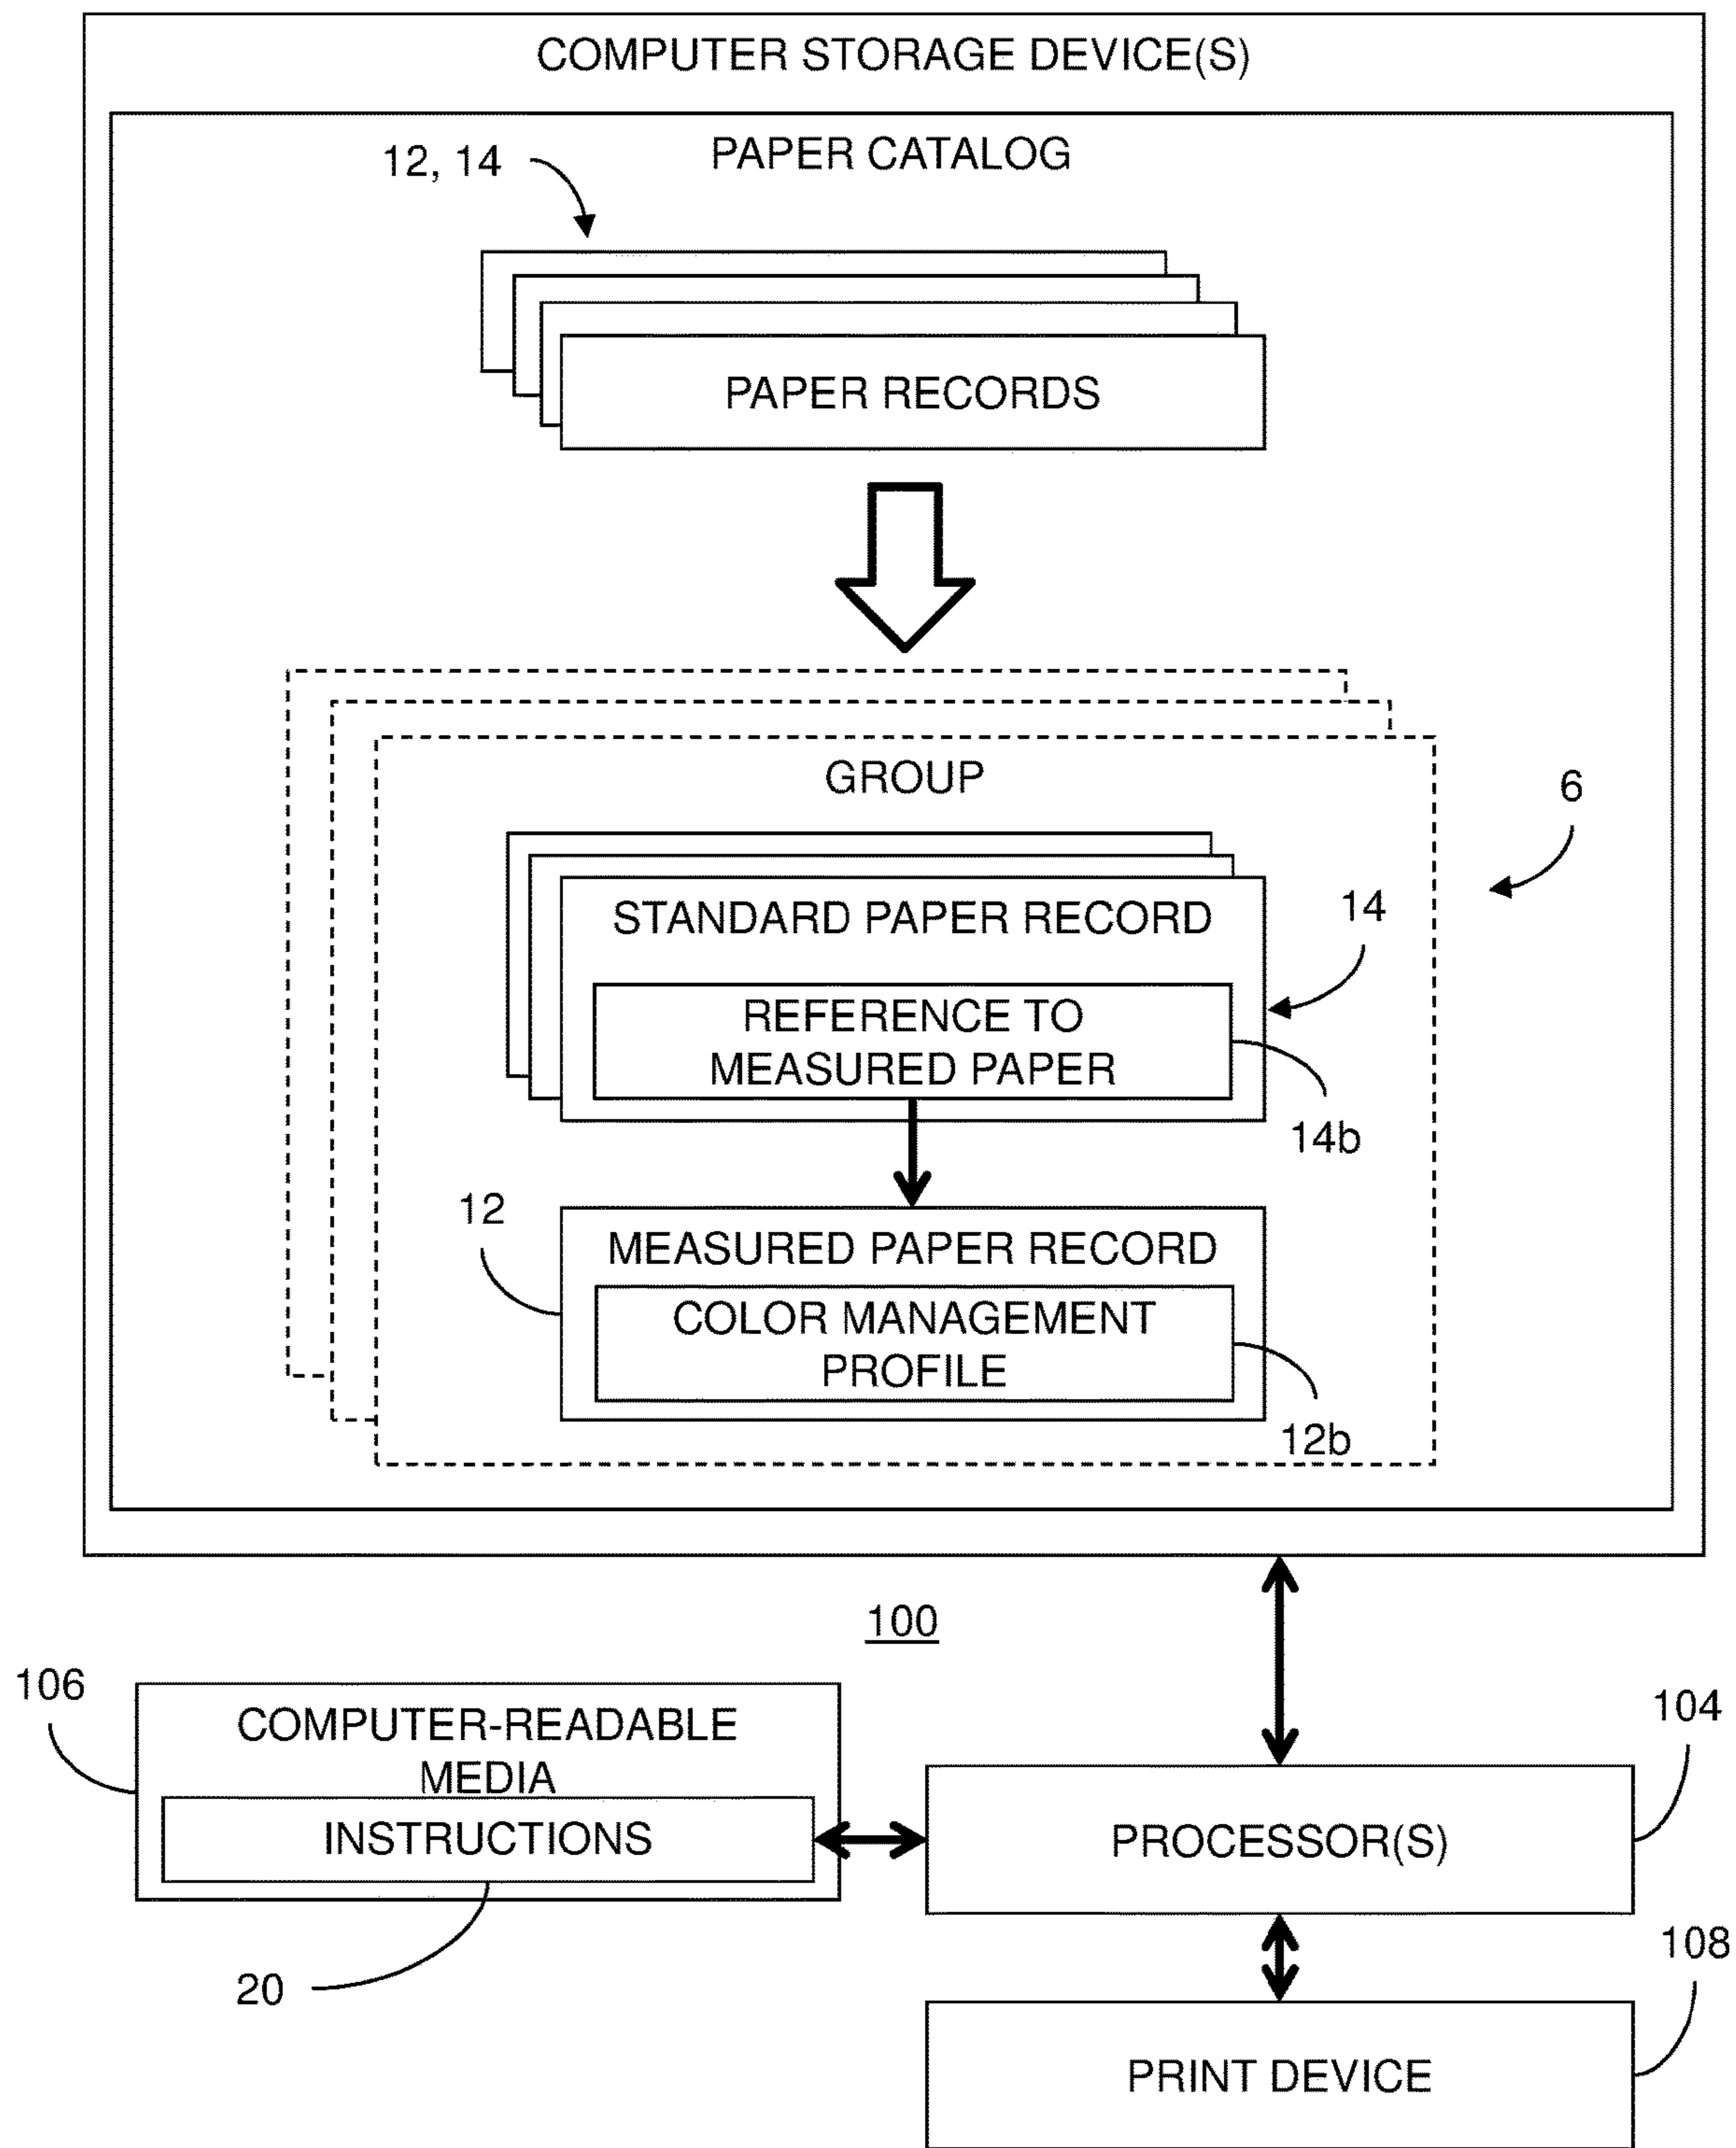 COMPUTER STORAGE DEVICE(S)
PAPER CATALOG
12, 14
PAPER RECORDS
GROUP
6
STANDARD PAPER RECORD
14
REFERENCE TO
MEASURED PAPER
14b
12
MEASURED PAPER RECORD
COLOR MANAGEMENT
PROFILE
12b
100
106
COMPUTER-READABLE
MEDIA
INSTRUCTIONS
20
104
PROCESSOR(S)
108
PRINT DEVICE